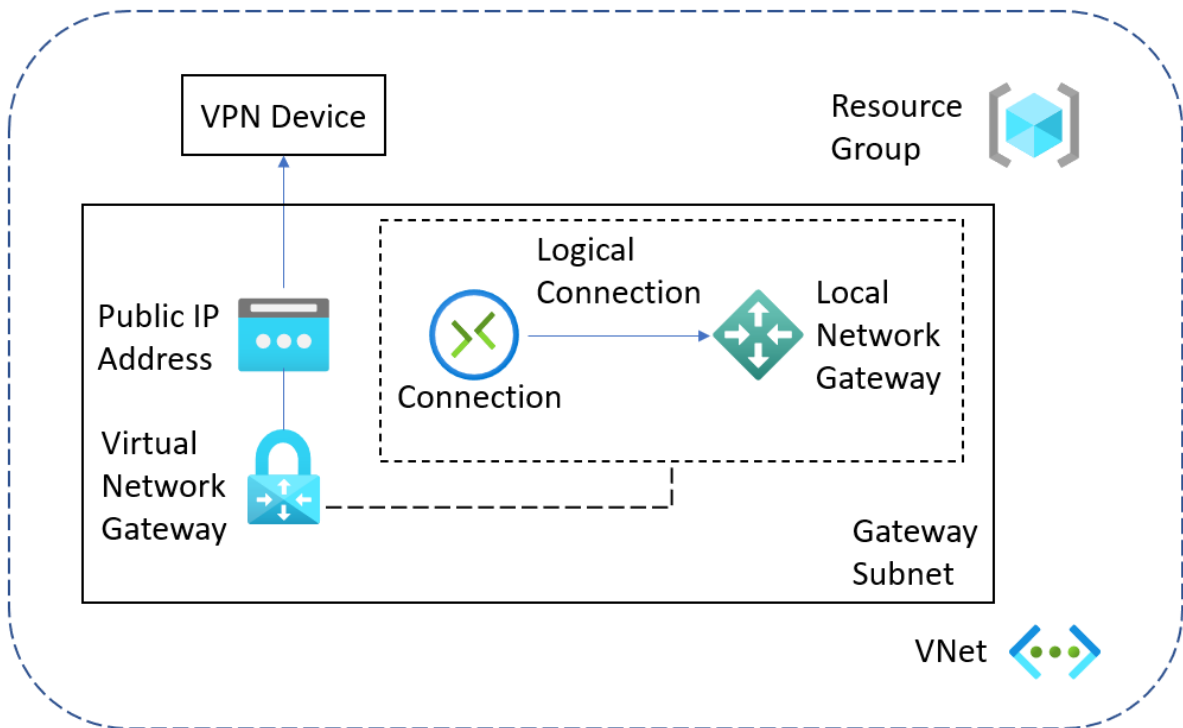 VPN Device
Resource
Group
Logical
Connection
Public IP
Address
Local
Network
Gateway
Connection
Virtual
Network
Gateway
Gateway
Subnet
VNet